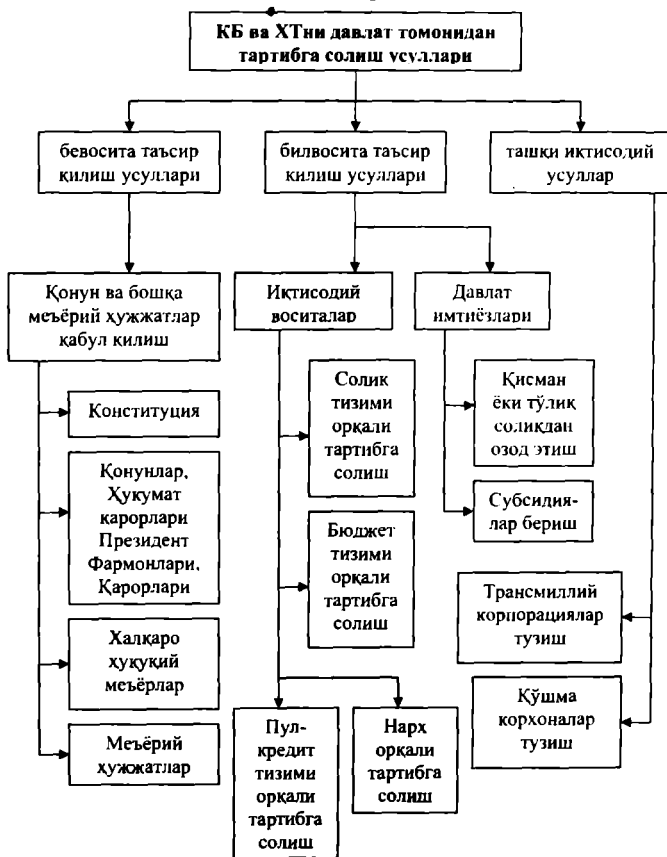 КБ ва ХТни давлат томонидан
тартибга солиш усуллари
бевосита таъсир
қилиш усуллари
билвосита таъсир
қилиш усуллари
ташқи иқтисодий
усуллар
Қонун ва бошқа
меъёрий ҳужжатлар
қабул қилиш
Иқтисодий
воситалар
Давлат
имтиёзлари
Конституция
Қонунлар,
Ҳукумат
қарорлари
Президент
Фармонлари,
Қарорлари
Халқаро
ҳуқуқий
меъёрлар
Меъёрий
ҳужжатлар
Солиқ
тизими
орқали
тартибга
солиш
Бюджет
тизими
орқали
тартибга
солиш
Пул-
кредит
тизими
орқали
тартибга
солиш
Нарх
орқали
тартибга
солиш
Қисман
ёки тўлиқ
солиқдан
озод этиш
Субсидия-
лар бериш
Трансмиллий
корпорациялар
тузиш
Қўшма
корхоналар
тузиш